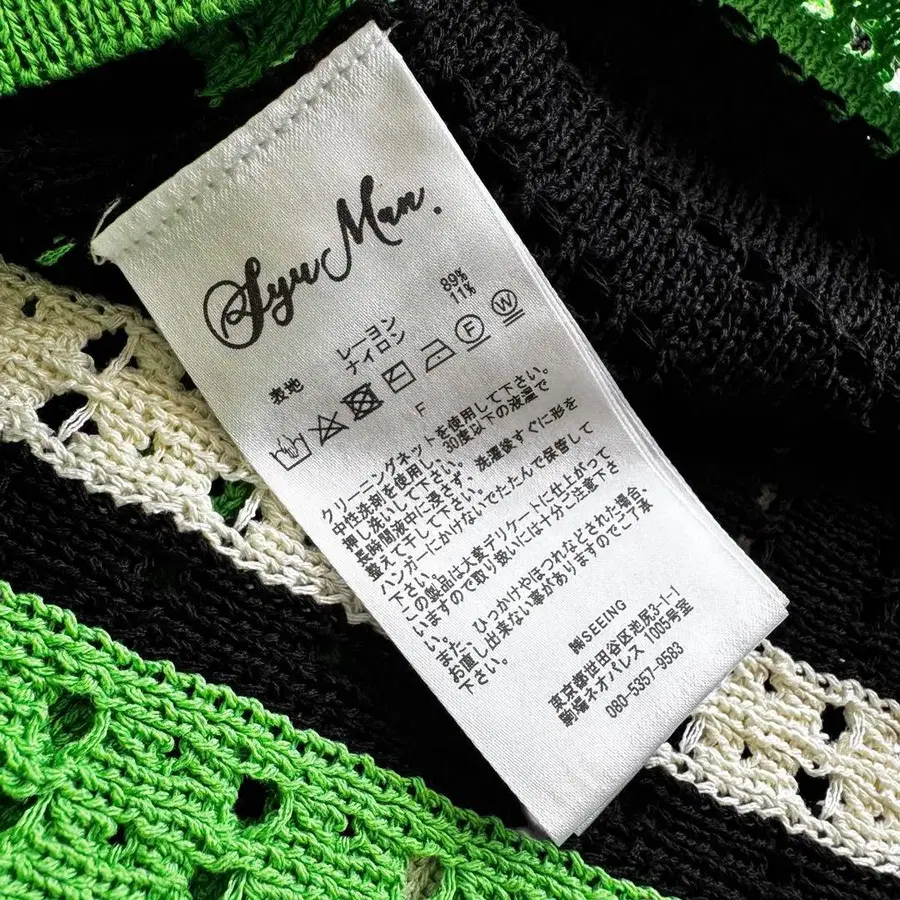 Syu Man.
表地 レーヨン 89%
ナイロン 11%
F W
F
クリーニングネットを使用して下さい。
中性洗剤を使用し、30度以下の液温で
押し洗いして下さい。
長時間液中に浸さず、洗濯後すぐに形を
整えて干して下さい。
ハンガーにかけないでたたんで保管して
下さい。
この製品は大変デリケートに仕上がって
いますので取り扱いには十分ご注意下さ
い。
また、ひっかけやほつれなどされた場合、
お直し出来ない事がありますのでご了承
下さい。
㈱SEEING
東京都世田谷区池尻3-1-1
駒場ネオパレス 1005号室
080-5357-9583